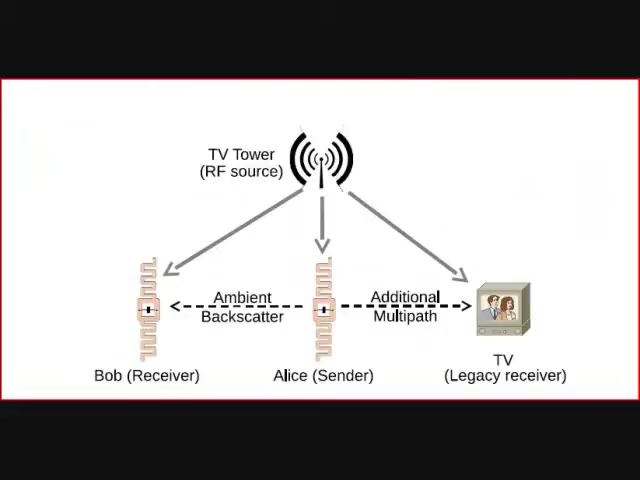 TV Tower
(RF source)
Ambient
Backscatter
Additional
Multipath
Bob (Receiver)
Alice (Sender)
TV
(Legacy receiver)